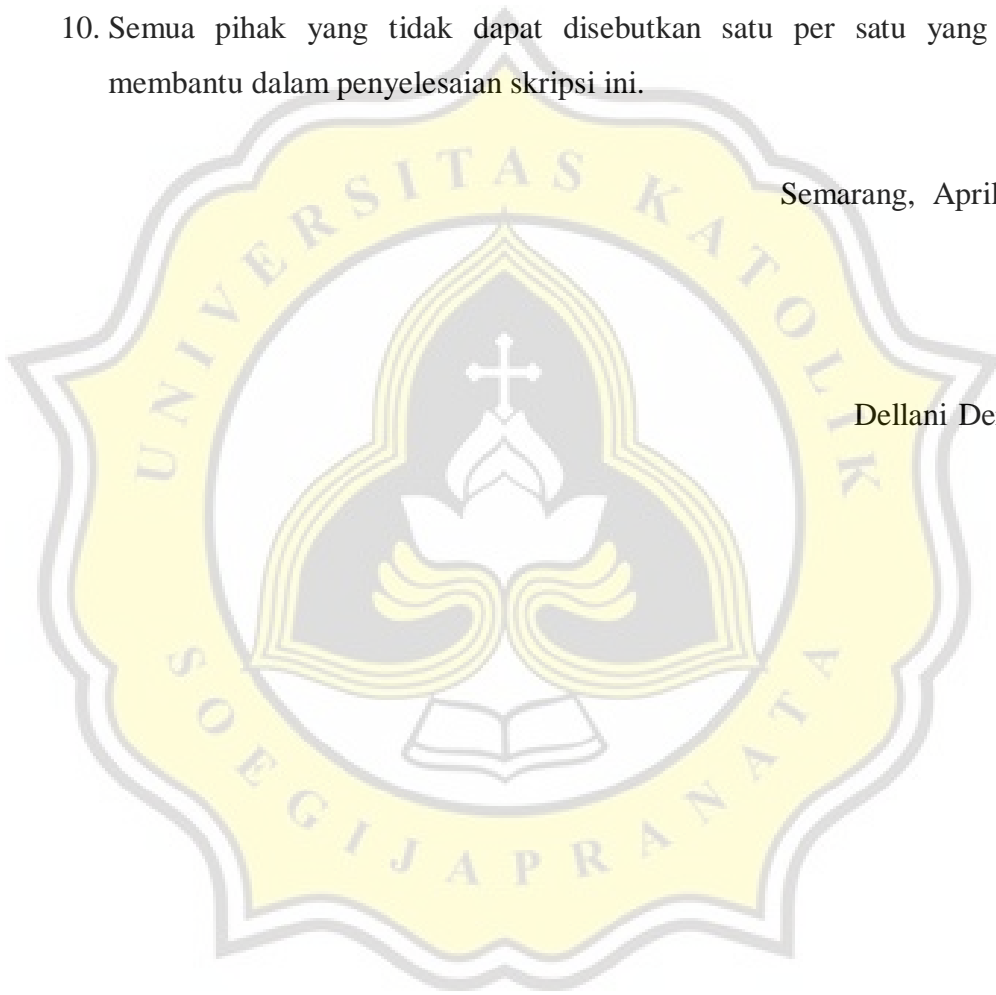 10. Semua pihak yang tidak dapat disebutkan satu per satu yang
membantu dalam penyelesaian skripsi ini.
Semarang, April
Dellani
UNIVERSITAS KATOLIK
SOEGIJAPRANATA